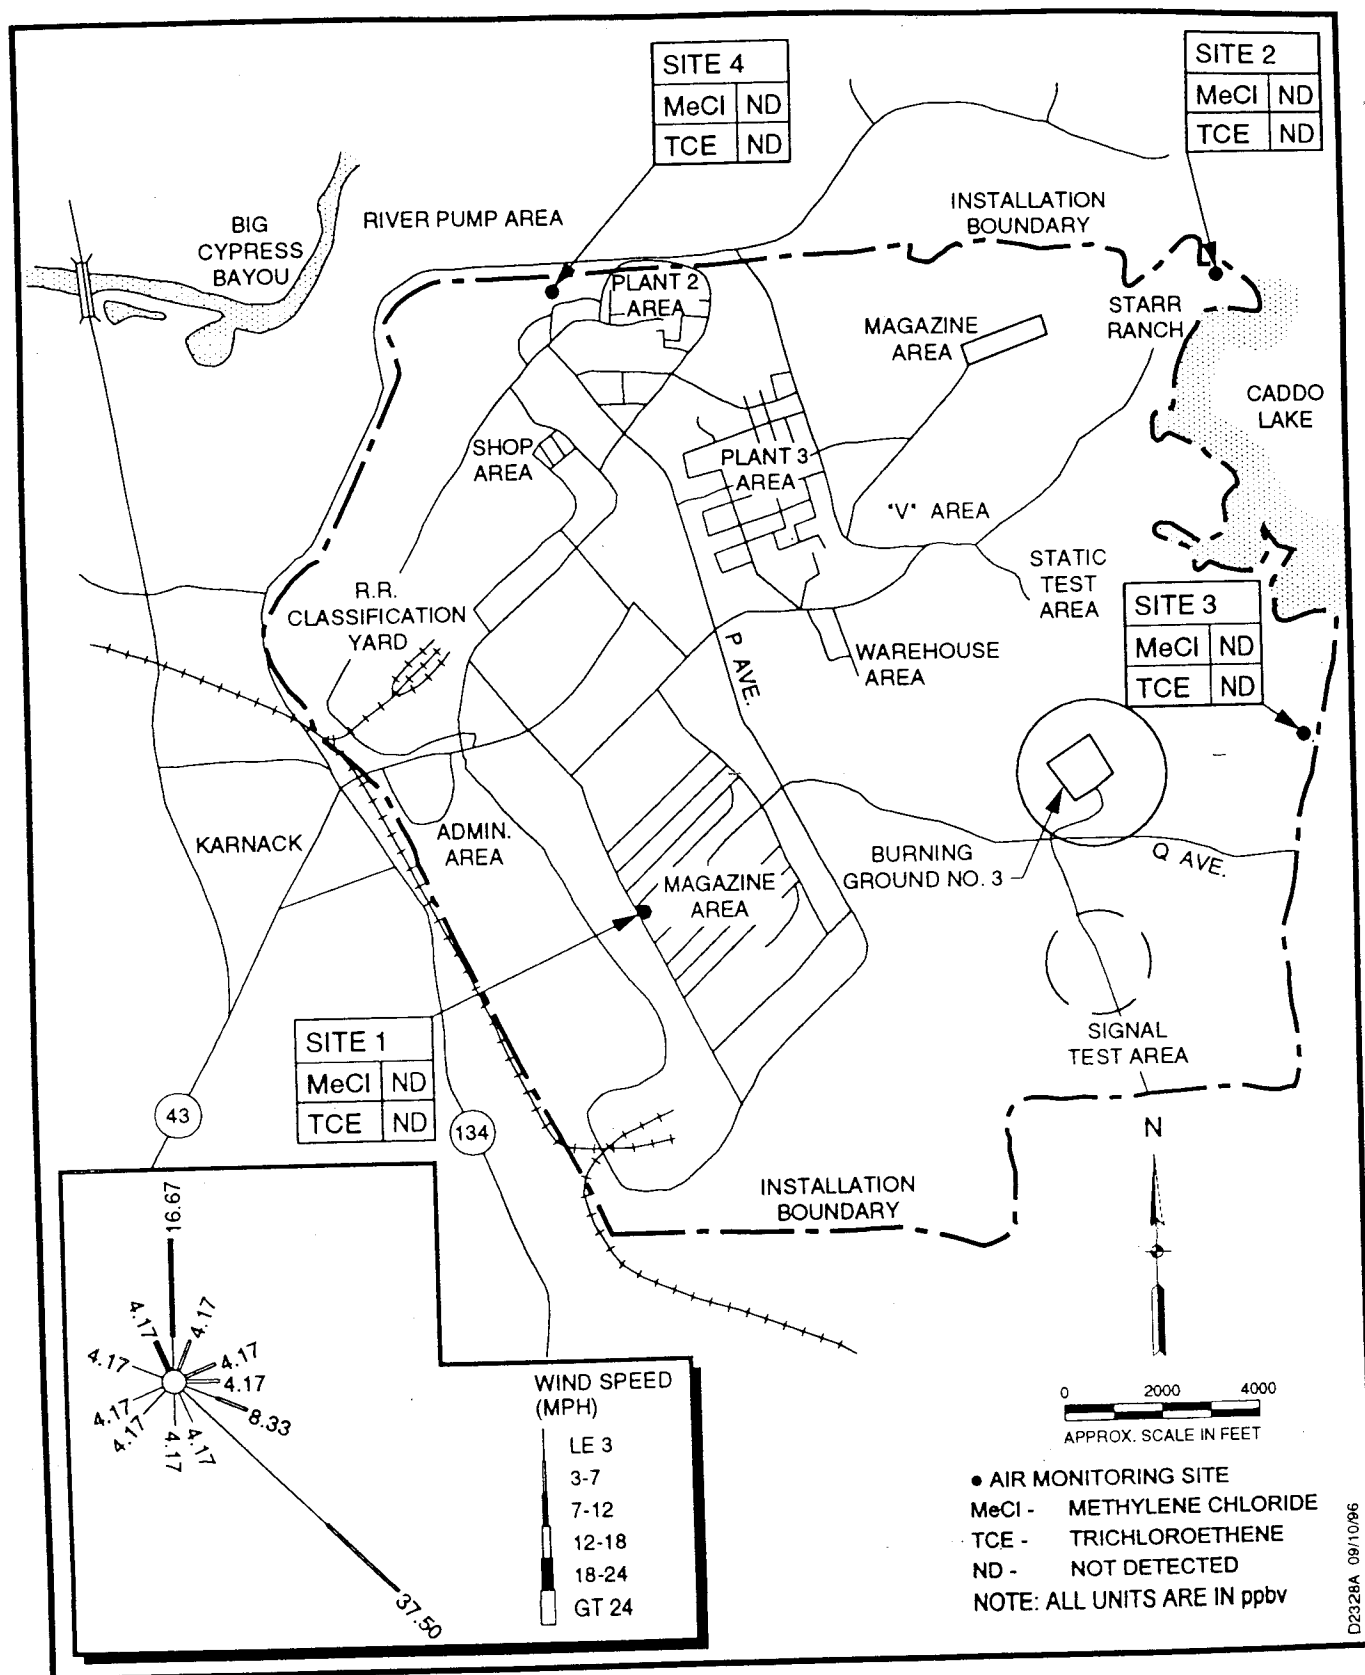 SITE 4
MeCl ND
TCE ND
SITE 2
MeCl ND
TCE ND
BIG
CYPRESS
BAYOU
RIVER PUMP AREA
INSTALLATION
BOUNDARY
PLANT 2
AREA
MAGAZINE
AREA
STARR
RANCH
CADDO
LAKE
SHOP
AREA
PLANT 3
AREA
"V" AREA
STATIC
TEST
AREA
R.R.
CLASSIFICATION
YARD
SITE 3
MeCl ND
TCE ND
P AVE.
WAREHOUSE
AREA
KARNACK
ADMIN.
AREA
MAGAZINE
AREA
BURNING
GROUND NO. 3
Q AVE.
SITE 1
MeCl ND
TCE ND
SIGNAL
TEST AREA
43
134
N
INSTALLATION
BOUNDARY
16.67
4.17
4.17
4.17
4.17
4.17
8.33
4.17
4.17
4.17
4.17
37.50
WIND SPEED
(MPH)
LE 3
3-7
7-12
12-18
18-24
GT 24
0 2000 4000
APPROX. SCALE IN FEET
AIR MONITORING SITE
MeCl - METHYLENE CHLORIDE
TCE - TRICHLOROETHENE
ND - NOT DETECTED
NOTE: ALL UNITS ARE IN ppbv
D2328A 09/10/96